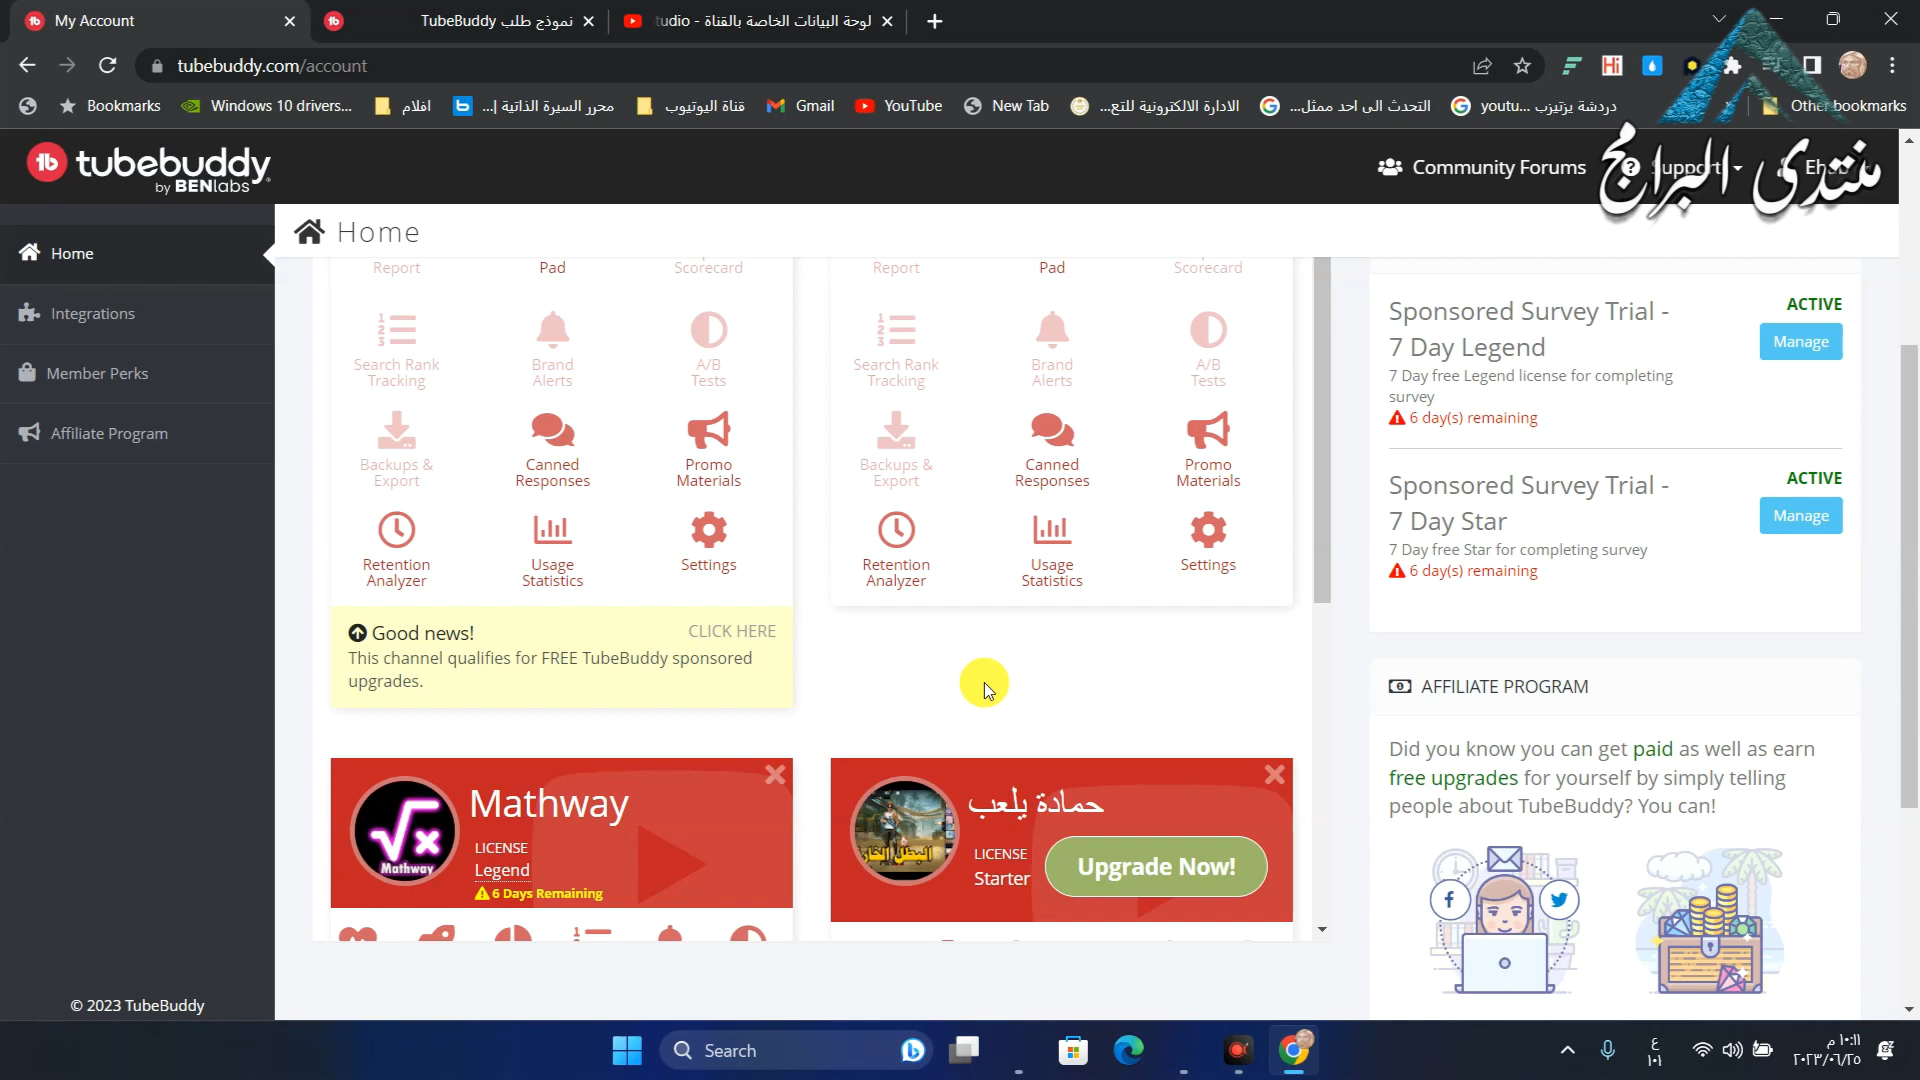 My Account
نموذج طلب TubeBuddy
لوحة البيانات الخاصة بالقناة - tudio
tubebuddy.com/account
Bookmarks
Windows 10 drivers...
افلام
محرر السيرة الذاتية |...
قناة اليوتيوب
Gmail
YouTube
New Tab
الادارة الالكترونية للتع...
التحدث الى احد ممثل...
دردشة يزتيزب ...youtu
Other bookmarks
منتدى البرامج
tubebuddy
by BENlabs
Community Forums
Support
Home
Integrations
Member Perks
Affiliate Program
© 2023 TubeBuddy
Home
Report
Pad
Scorecard
Search Rank
Tracking
Brand
Alerts
A/B
Tests
Backups &
Export
Canned
Responses
Promo
Materials
Retention
Analyzer
Usage
Statistics
Settings
Good news!
CLICK HERE
This channel qualifies for FREE TubeBuddy sponsored
upgrades.
Report
Pad
Scorecard
Search Rank
Tracking
Brand
Alerts
A/B
Tests
Backups &
Export
Canned
Responses
Promo
Materials
Retention
Analyzer
Usage
Statistics
Settings
Mathway
Mathway
LICENSE
Legend
6 Days Remaining
حمادة يلعب
LICENSE
Starter
Upgrade Now!
Sponsored Survey Trial -
7 Day Legend
ACTIVE
Manage
7 Day free Legend license for completing
survey
6 day(s) remaining
Sponsored Survey Trial -
7 Day Star
ACTIVE
Manage
7 Day free Star for completing survey
6 day(s) remaining
AFFILIATE PROGRAM
Did you know you can get paid as well as earn
free upgrades for yourself by simply telling
people about TubeBuddy? You can!
Search
ع
١٠١
١٠:١١ م
٢٠٢٣/٠٦/٢٥